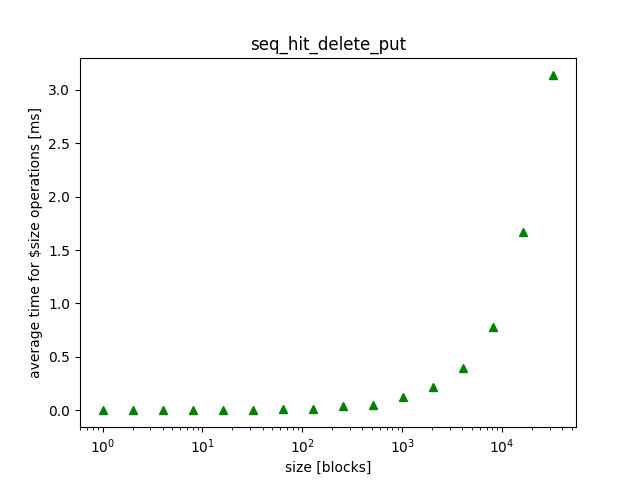 seq_hit_delete_put
average time for $size operations [ms]
3.0
2.5
2.0
1.5
1.0
0.5
0.0
10⁰ 10¹ 10² 10³ 10⁴
size [blocks]